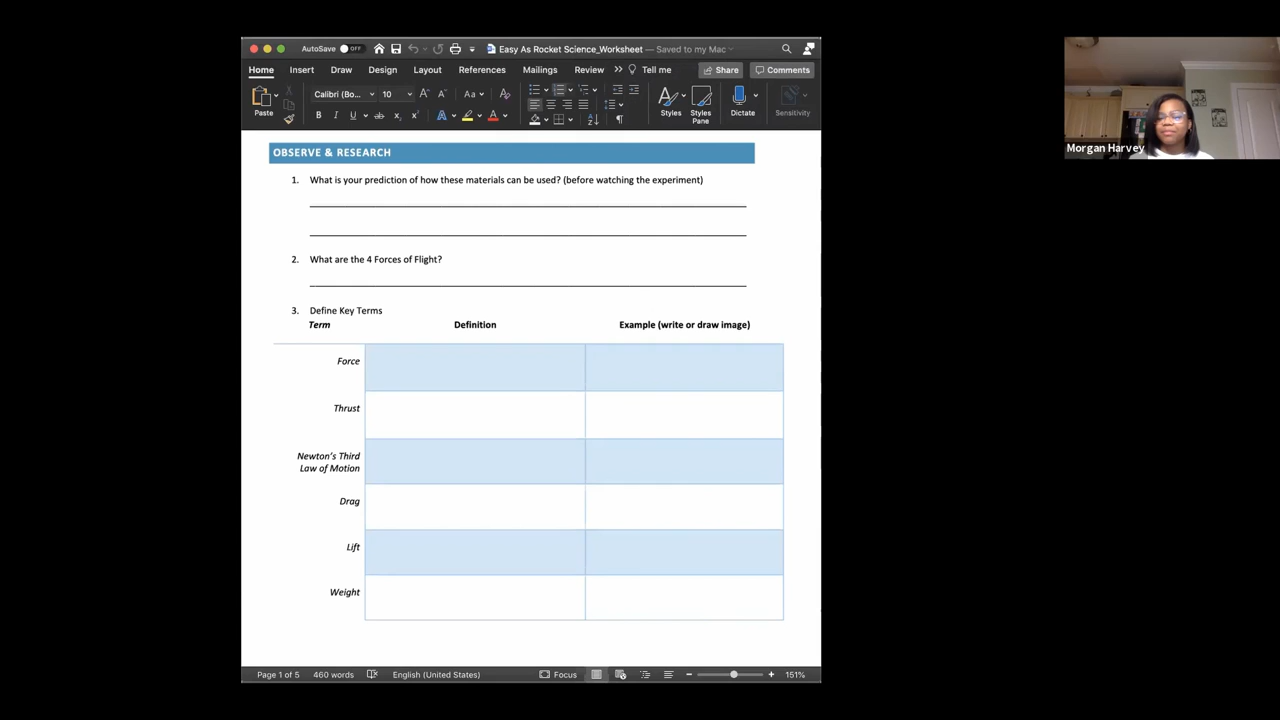 AutoSave OFF
Easy As Rocket Science_Worksheet — Saved to my Mac
Home Insert Draw Design Layout References Mailings Review Tell me Share Comments
Calibri (Bo... 10
Paste
Styles
Styles Pane
Dictate
Sensitivity
OBSERVE & RESEARCH
1. What is your prediction of how these materials can be used? (before watching the experiment)
2. What are the 4 Forces of Flight?
3. Define Key Terms
Term Definition Example (write or draw image)
Force
Thrust
Newton's Third
Law of Motion
Drag
Lift
Weight
Page 1 of 5 460 words English (United States) Focus 151%
Morgan Harvey